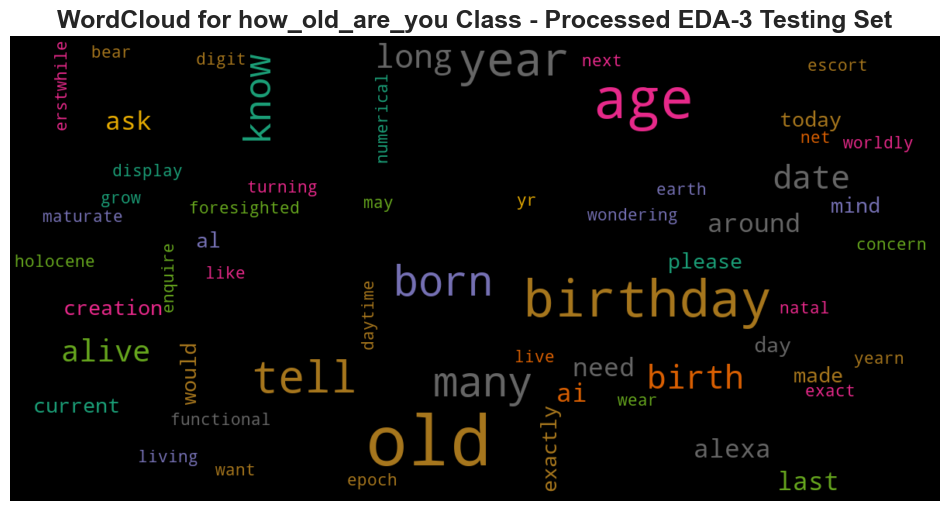 WordCloud for how_old_are_you Class - Processed EDA-3 Testing Set
erstwhile
bear
digit
know
long
year
next
age
escort
numerical
ask
today
net
worldly
display
turning
grow
foresighted
maturate
may
yr
earth
wondering
date
mind
around
concern
al
holocene
enquire
like
born
please
creation
daytime
birthday
natal
alive
would
tell
many
live
need
ai
birth
day
yearn
made
exact
wear
current
functional
old
exactly
alexa
living
want
epoch
last